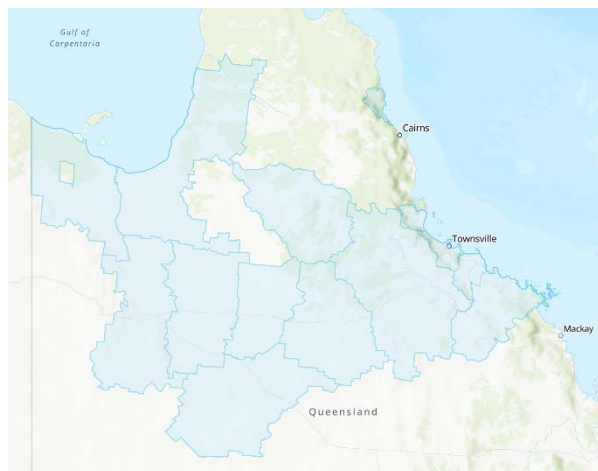 Gulf of
Carpentaria
Cairns
Townsville
Mackay
Queensland